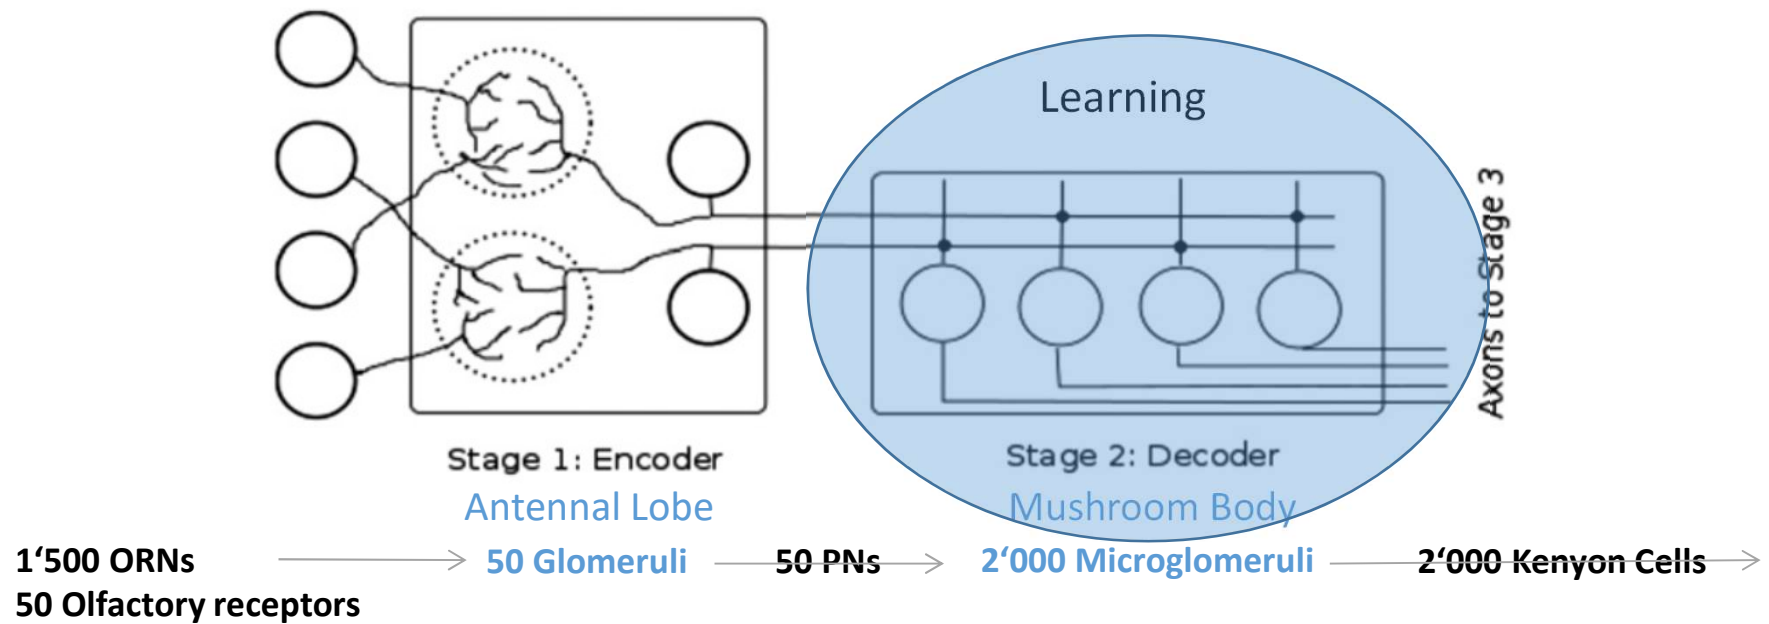 Learning
Axons to Stage 3
Stage 1: Encoder
Stage 2: Decoder
Antennal Lobe
Mushroom Body
1‘500 ORNs
50 Glomeruli
50 PNs
2‘000 Microglomeruli
2‘000 Kenyon Cells
50 Olfactory receptors